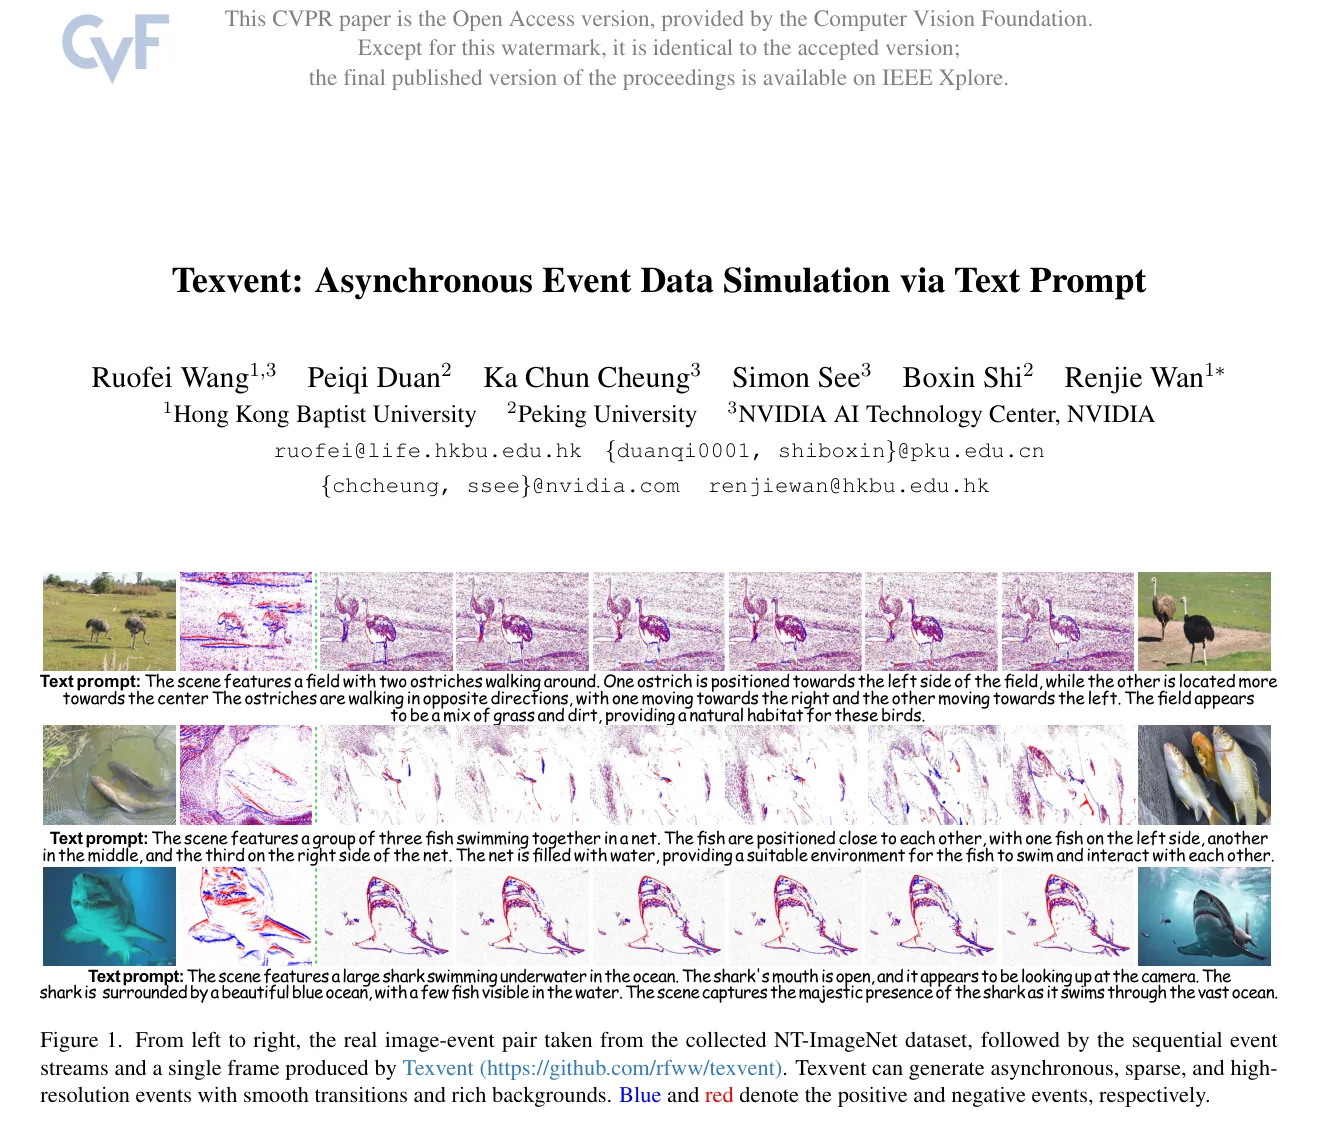 CVF
This CVPR paper is the Open Access version, provided by the Computer Vision Foundation.
Except for this watermark, it is identical to the accepted version;
the final published version of the proceedings is available on IEEE Xplore.
Texvent: Asynchronous Event Data Simulation via Text Prompt
Ruofei Wang1,3 Peiqi Duan2 Ka Chun Cheung3 Simon See3 Boxin Shi2 Renjie Wan1*
1Hong Kong Baptist University 2Peking University 3NVIDIA AI Technology Center, NVIDIA
ruofei@life.hkbu.edu.hk {duanqi0001, shiboxin}@pku.edu.cn
{chcheung, ssee}@nvidia.com renjiewan@hkbu.edu.hk
Text prompt: The scene features a field with two ostriches walking around. One ostrich is positioned towards the left side of the field, while the other is located more
towards the center The ostriches are walking in opposite directions, with one moving towards the right and the other moving towards the left. The field appears
to be a mix of grass and dirt, providing a natural habitat for these birds.
Text prompt: The scene features a group of three fish swimming together in a net. The fish are positioned close to each other, with one fish on the left side, another
in the middle, and the third on the right side of the net. The net is filled with water, providing a suitable environment for the fish to swim and interact with each other.
Text prompt: The scene features a large shark swimming underwater in the ocean. The shark's mouth is open, and it appears to be looking up at the camera. The
shark is surrounded by a beautiful blue ocean, with a few fish visible in the water. The scene captures the majestic presence of the shark as it swims through the vast ocean.
Figure 1. From left to right, the real image-event pair taken from the collected NT-ImageNet dataset, followed by the sequential event
streams and a single frame produced by Texvent (https://github.com/rfww/texvent). Texvent can generate asynchronous, sparse, and high-
resolution events with smooth transitions and rich backgrounds. Blue and red denote the positive and negative events, respectively.